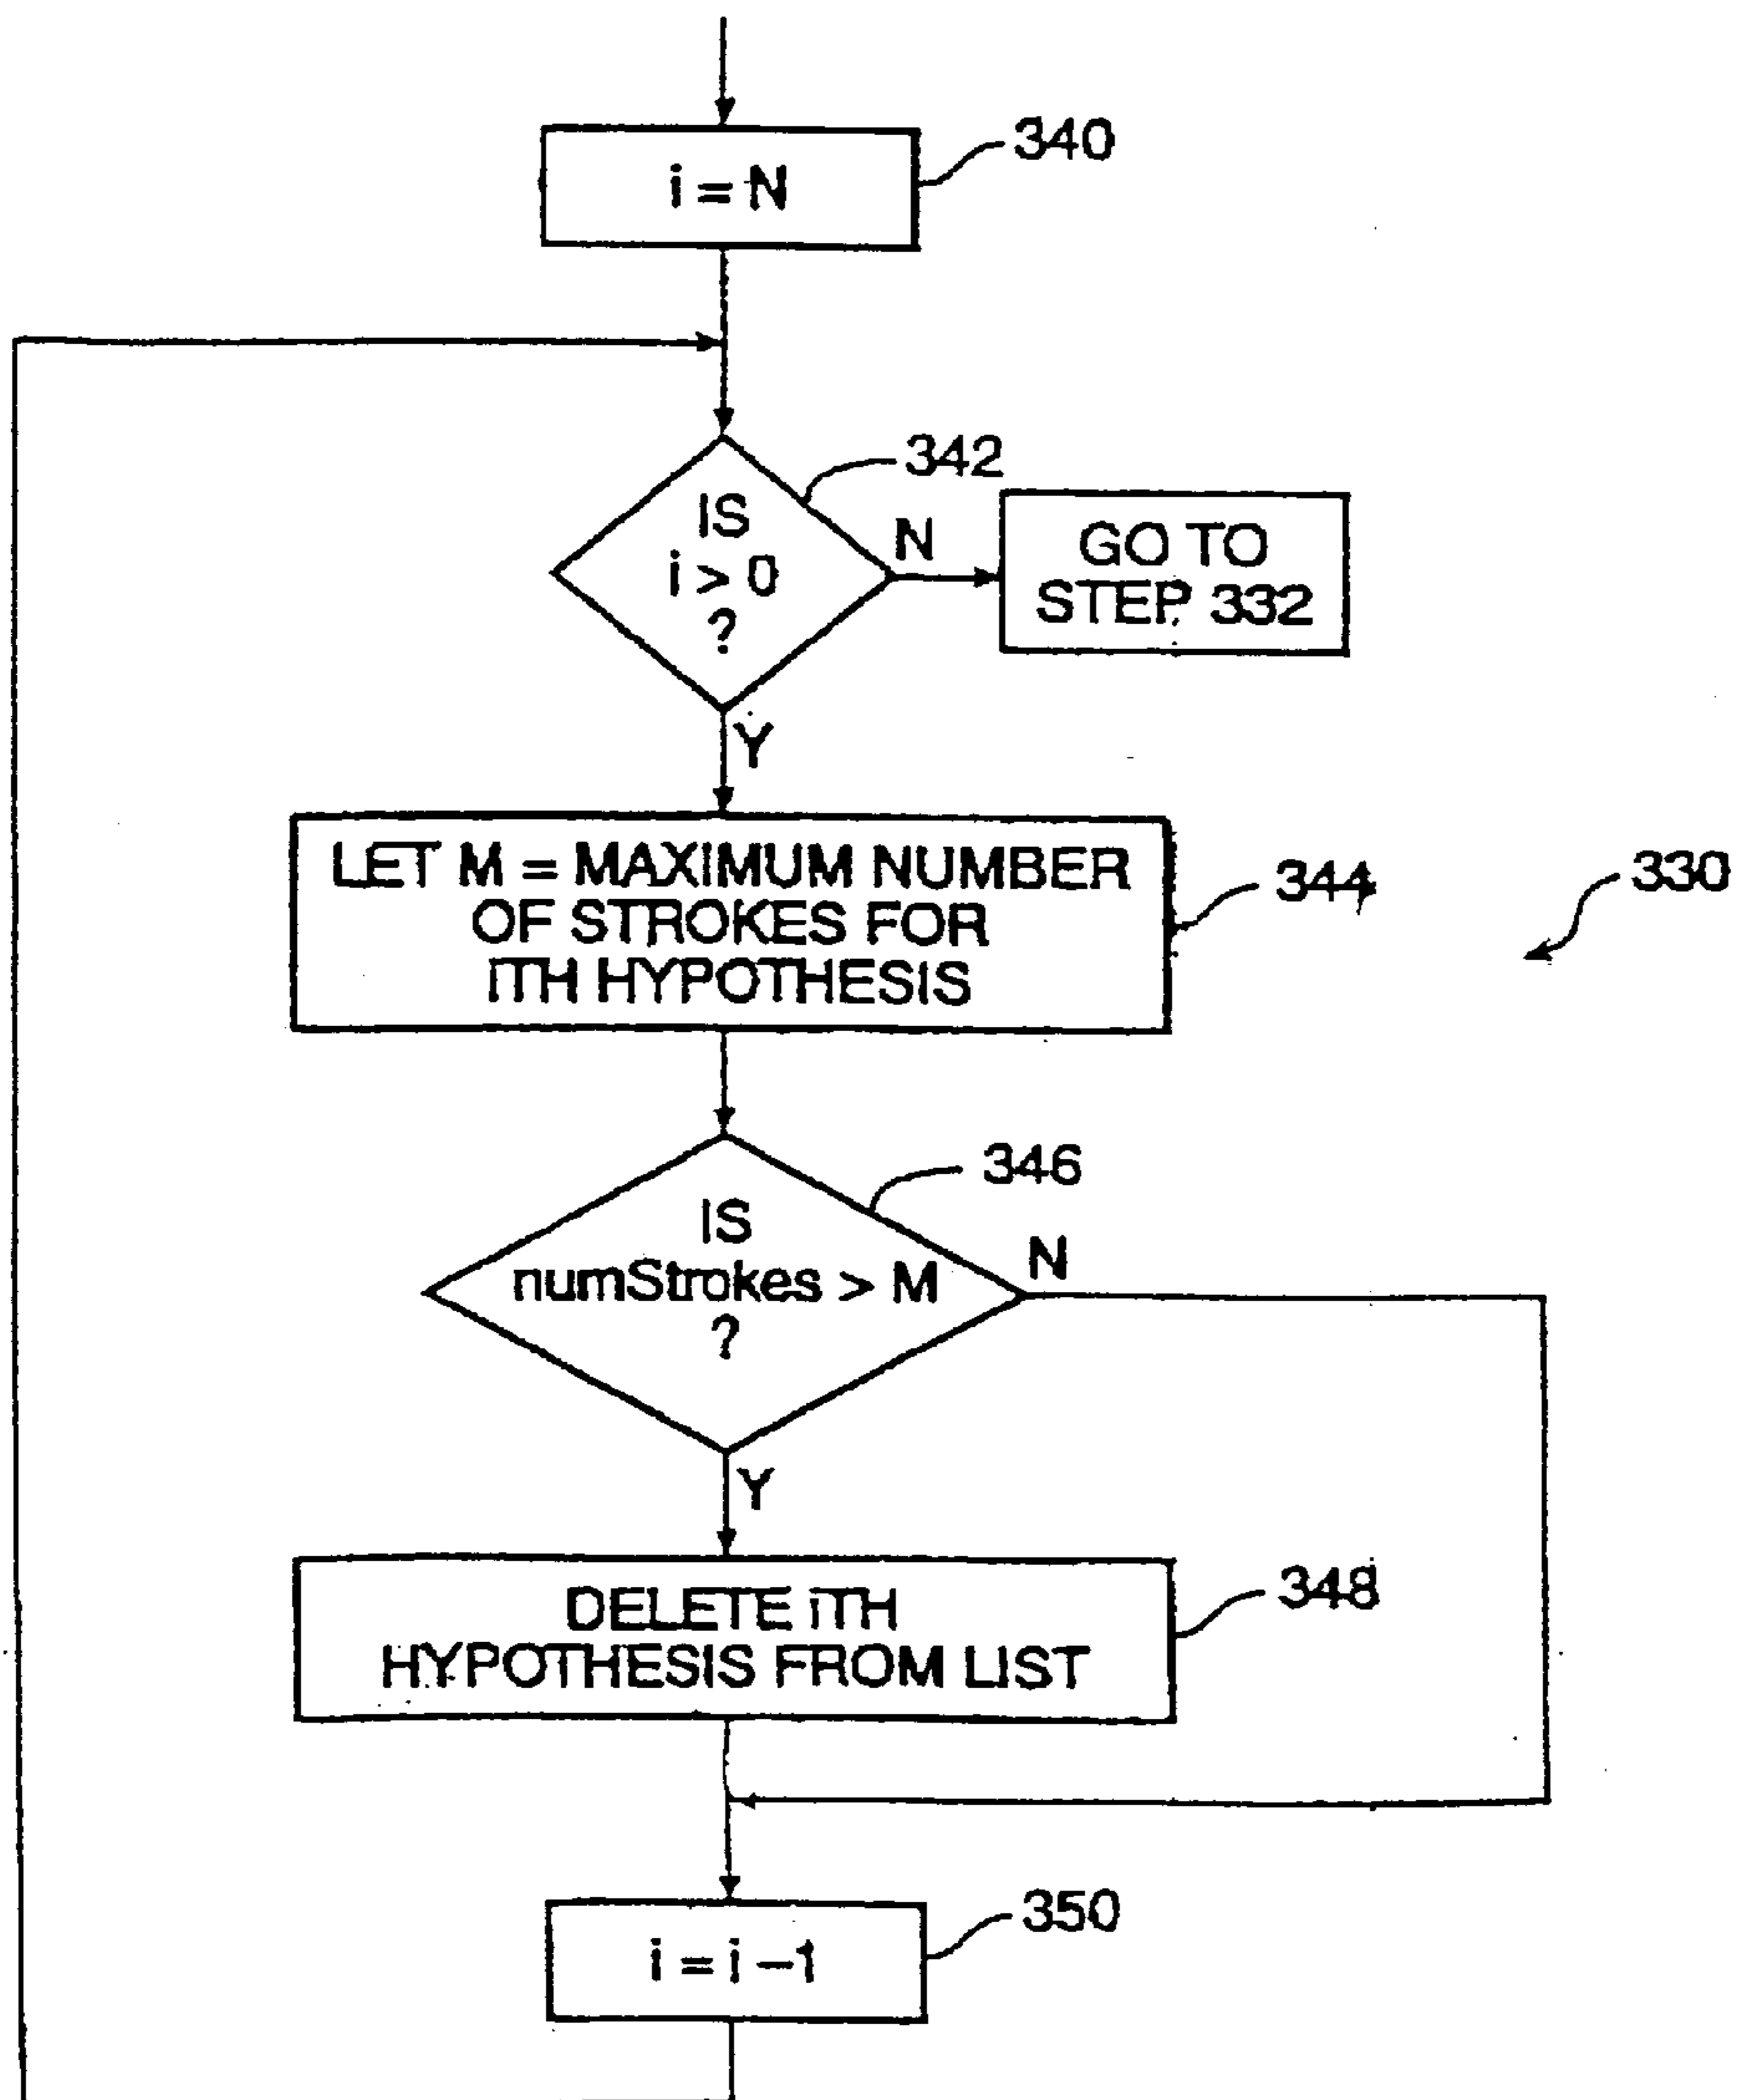 340
i = N
342
IS
i > 0
?
N
GO TO
STEP 332
Y
LET M = MAXIMUM NUMBER
OF STROKES FOR
iTH HYPOTHESIS
344
330
346
IS
numStrokes > M
?
N
Y
DELETE iTH
HYPOTHESIS FROM LIST
348
350
i = i – 1